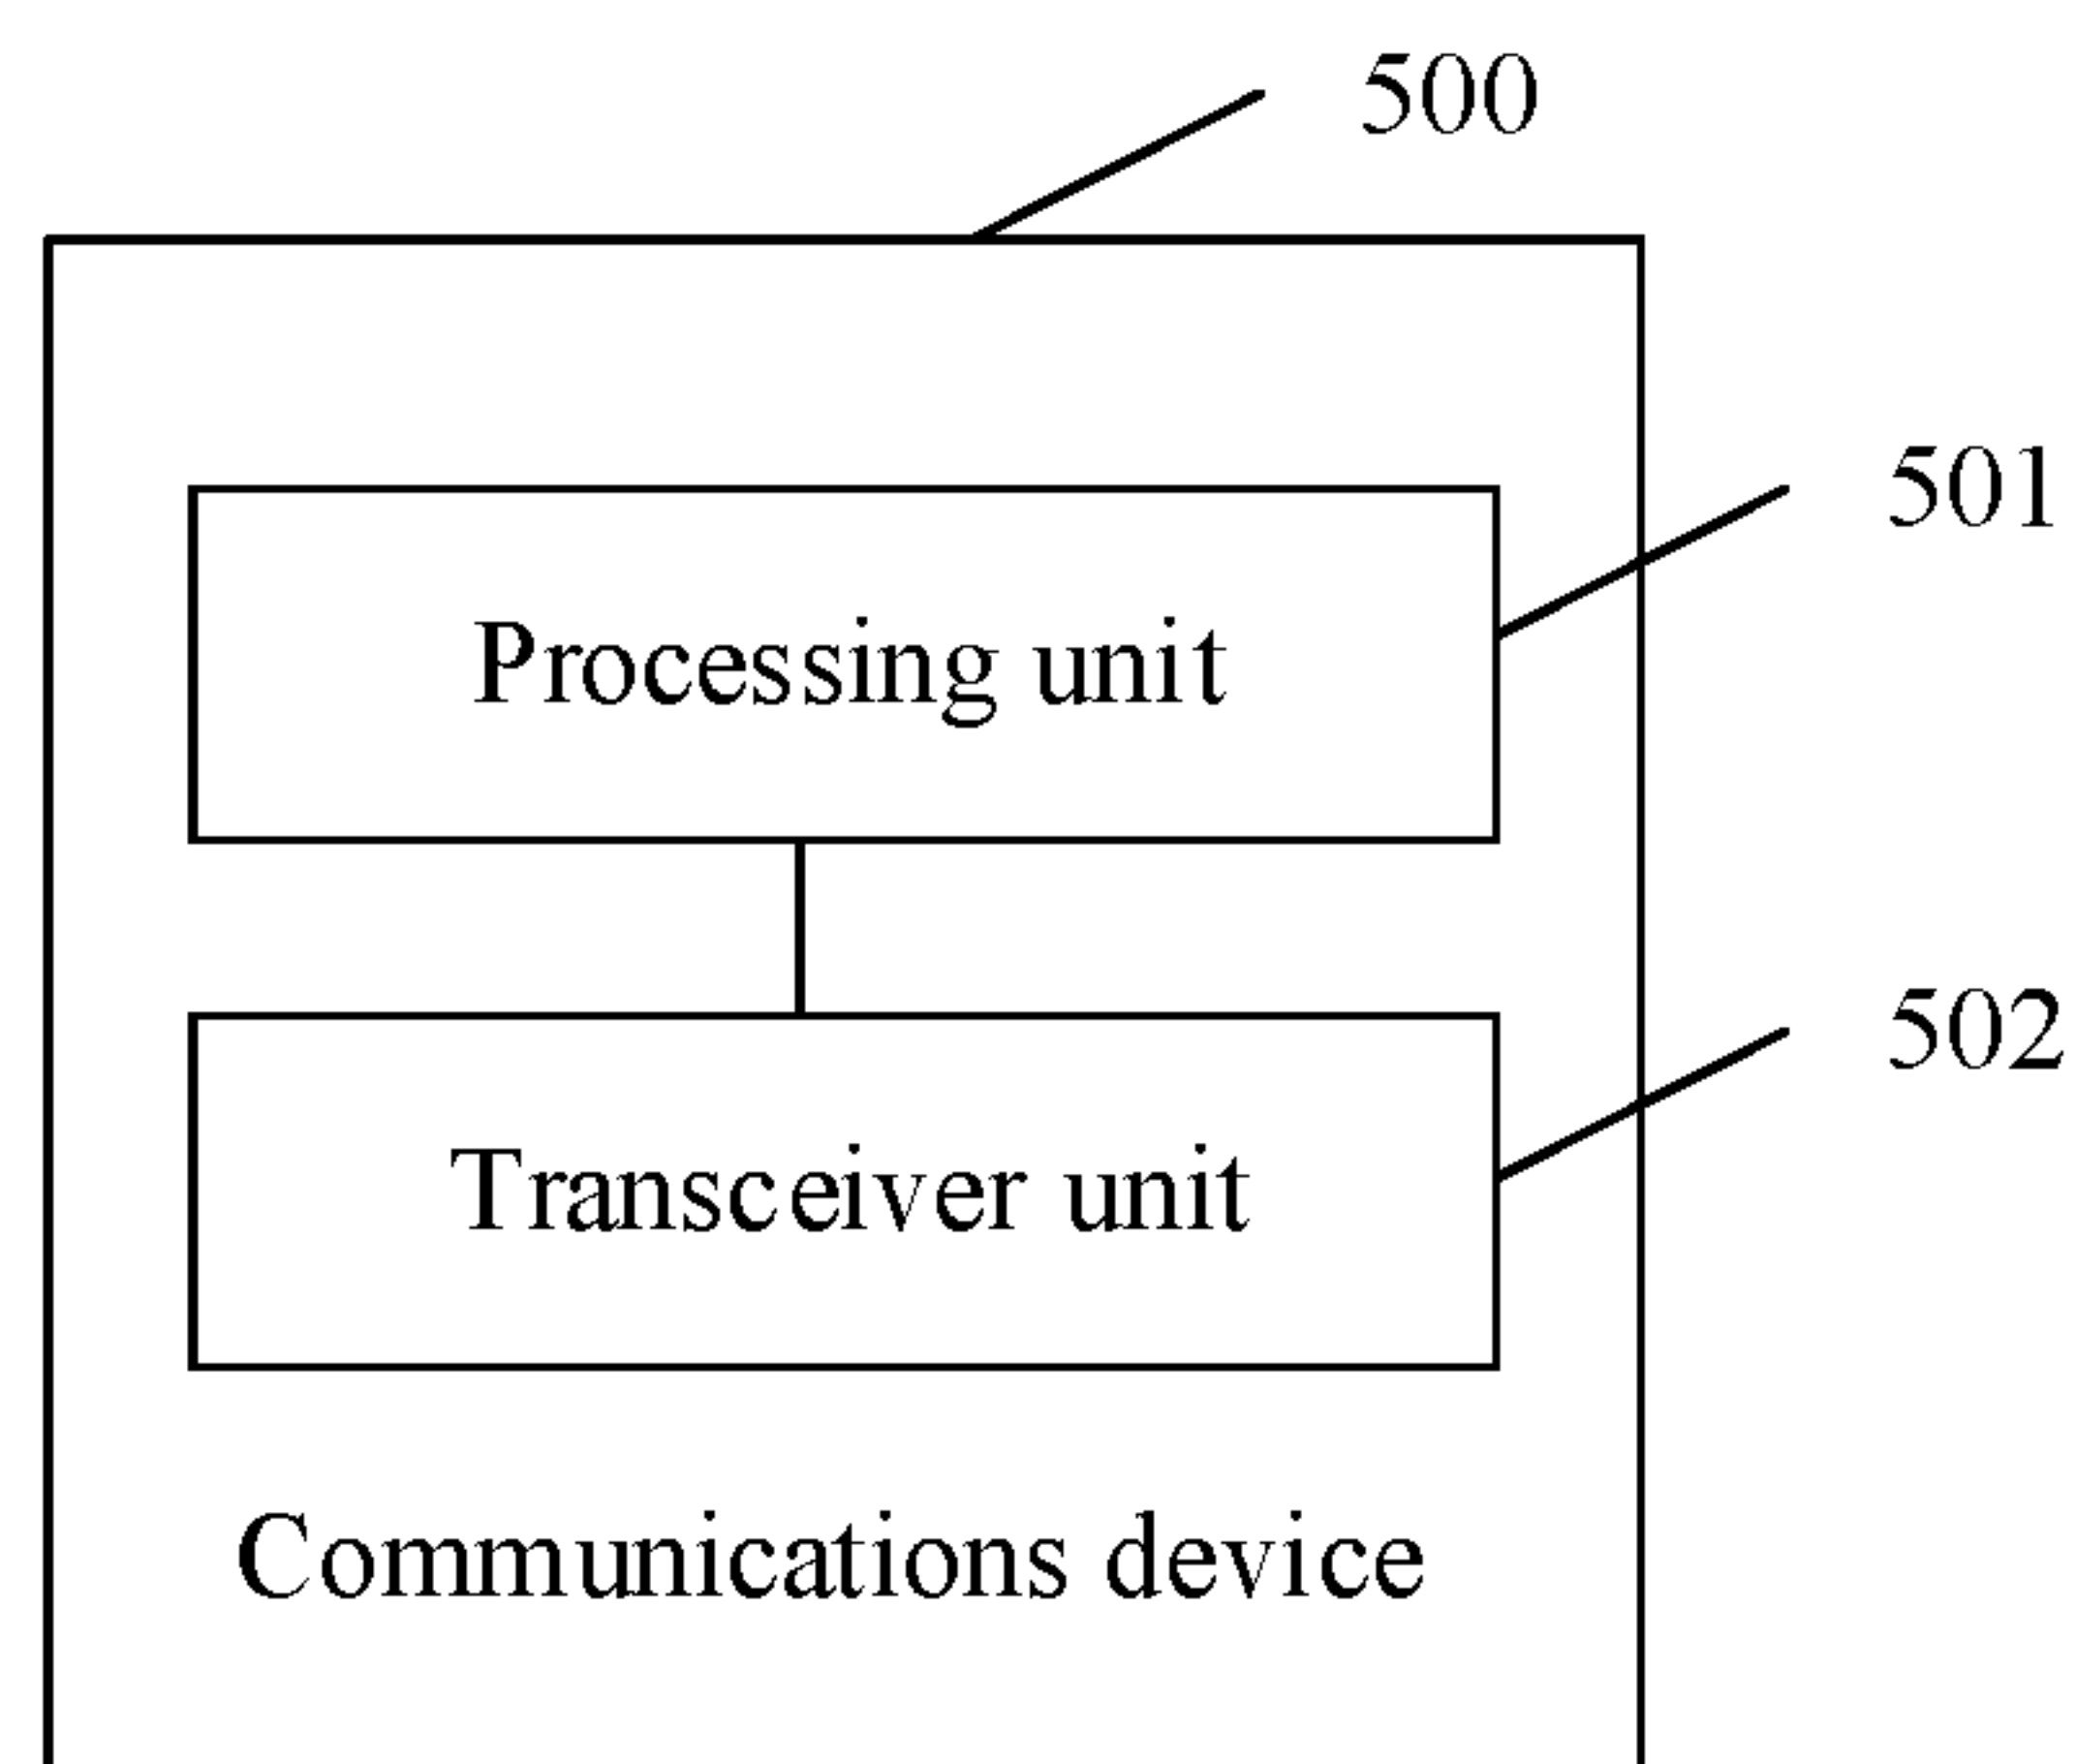 500
501
Processing unit
502
Transceiver unit
Communications device